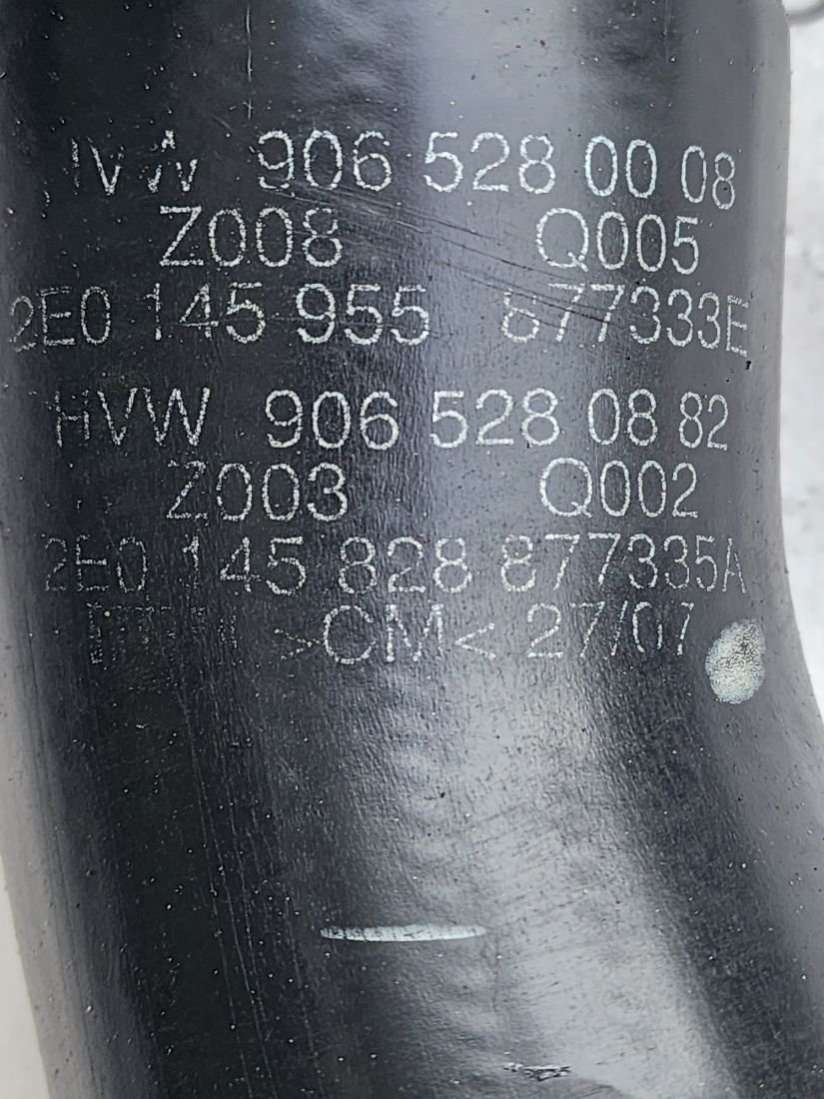 HVW 906 528 00 08
Z008 Q005
2E0 145 955 877333E
HVW 906 528 08 82
Z003 Q002
2E0 145 828 877335A
>CM< 27/07